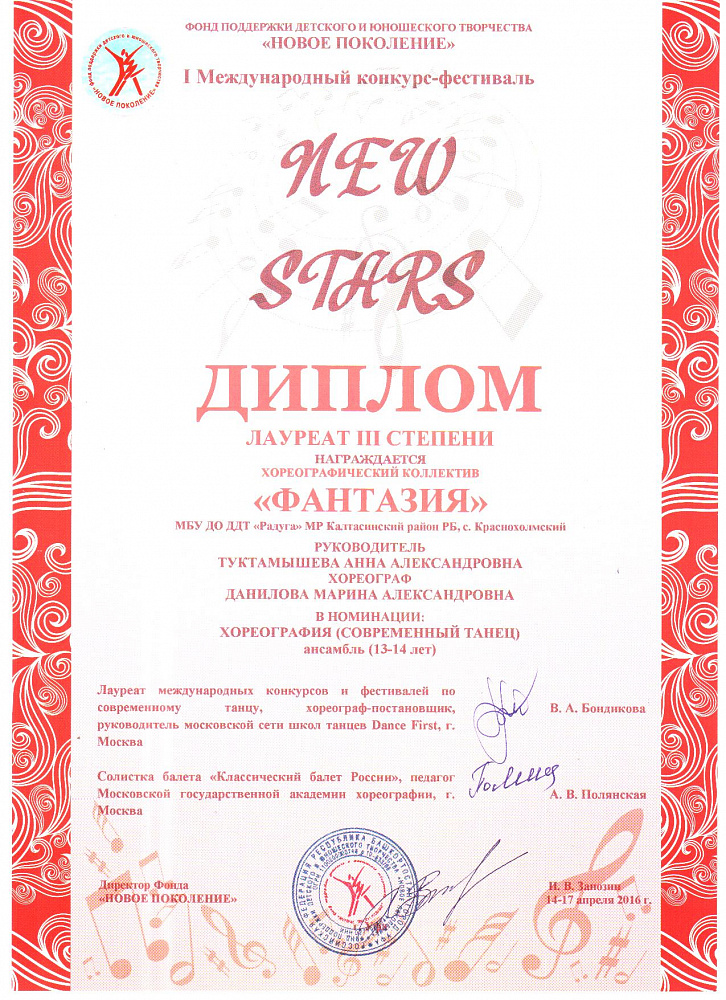 ФОНД ПОДДЕРЖКИ ДЕТСКОГО И ЮНОШЕСКОГО ТВОРЧЕСТВА
«НОВОЕ ПОКОЛЕНИЕ»
I Международный конкурс-фестиваль
NEW
STARS
ДИПЛОМ
ЛАУРЕАТ III СТЕПЕНИ
НАГРАЖДАЕТСЯ
ХОРЕОГРАФИЧЕСКИЙ КОЛЛЕКТИВ
«ФАНТАЗИЯ»
МБУ ДО ДДТ «Радуга» МР Калтасинский район РБ, с. Краснохолмский
РУКОВОДИТЕЛЬ
ТУКТАМЫШЕВА АННА АЛЕКСАНДРОВНА
ХОРЕОГРАФ
ДАНИЛОВА МАРИНА АЛЕКСАНДРОВНА
В НОМИНАЦИИ:
ХОРЕОГРАФИЯ (СОВРЕМЕННЫЙ ТАНЕЦ)
ансамбль (13-14 лет)
Лауреат международных конкурсов и фестивалей по
современному танцу, хореограф-постановщик,
руководитель московской сети школ танцев Dance First, г.
Москва
В. А. Бондикова
Солистка балета «Классический балет России», педагог
Московской государственной академии хореографии, г.
Москва
А. В. Полянская
Директор Фонда
«НОВОЕ ПОКОЛЕНИЕ»
И. В. Занозин
14-17 апреля 2016 г.